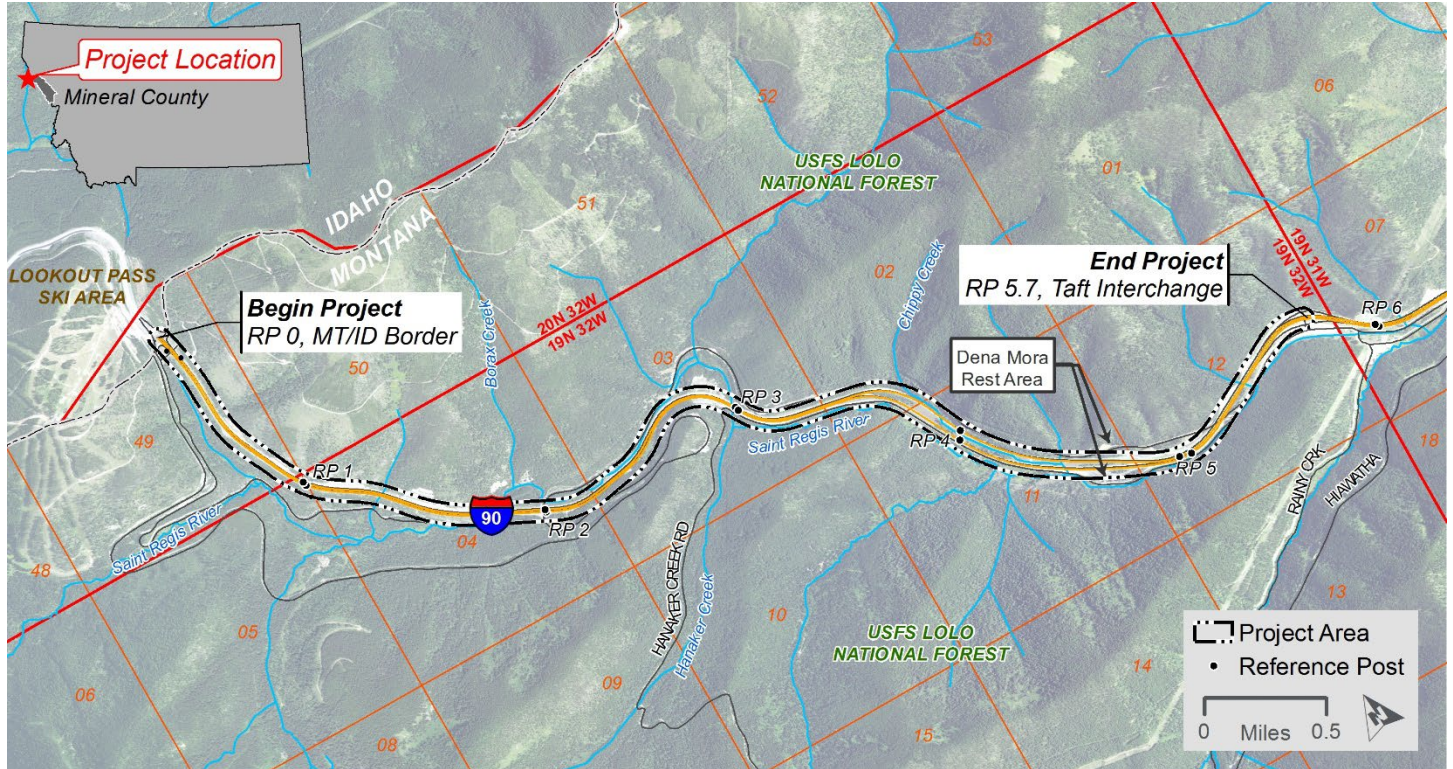 Project Location
Mineral County
53
52
06
USFS LOLO
NATIONAL FOREST
01
IDAHO
MONTANA
51
07
LOOKOUT PASS
SKI AREA
Begin Project
RP 0, MT/ID Border
Borax Creek
20N 32W
19N 32W
02
Chippy Creek
End Project
RP 5.7, Taft Interchange
19N 31W
19N 32W
RP 6
50
03
Dena Mora
Rest Area
12
49
RP 3
Saint Regis River
RP 4
RP 5
18
RP 1
11
RAINY CRK
HIAWATHA
90
RP 2
04
48
Saint Regis River
HANAKER CREEK RD
Hanaker Creek
10
13
05
USFS LOLO
NATIONAL FOREST
14
06
09
15
08
Project Area
Reference Post
0 Miles 0.5
N